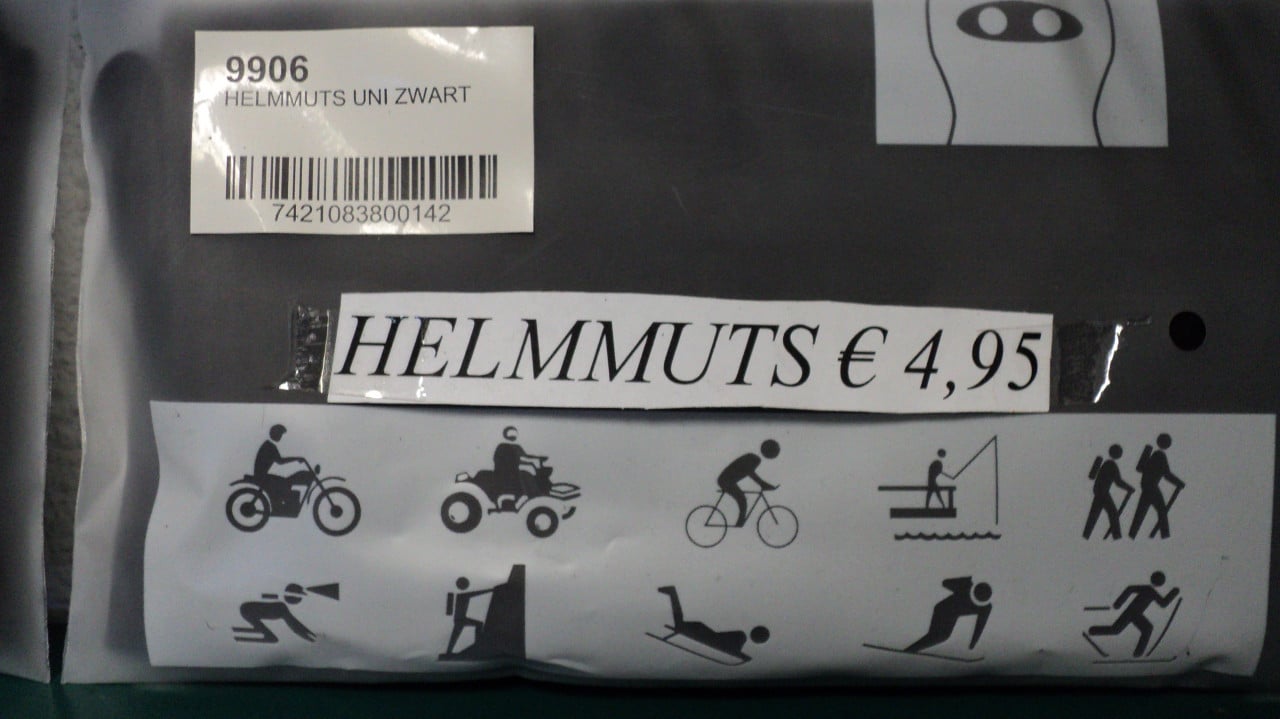 9906
HELMMUTS UNI ZWART
7421083800142
HELMMUTS € 4,95